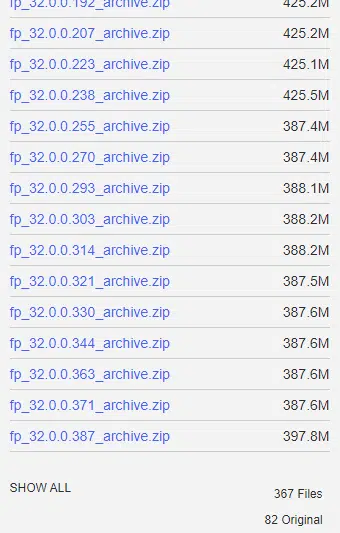 fp_32.0.0.192_archive.zip 425.2M
fp_32.0.0.207_archive.zip 425.2M
fp_32.0.0.223_archive.zip 425.1M
fp_32.0.0.238_archive.zip 425.5M
fp_32.0.0.255_archive.zip 387.4M
fp_32.0.0.270_archive.zip 387.4M
fp_32.0.0.293_archive.zip 388.1M
fp_32.0.0.303_archive.zip 388.2M
fp_32.0.0.314_archive.zip 388.2M
fp_32.0.0.321_archive.zip 387.5M
fp_32.0.0.330_archive.zip 387.6M
fp_32.0.0.344_archive.zip 387.6M
fp_32.0.0.363_archive.zip 387.6M
fp_32.0.0.371_archive.zip 387.6M
fp_32.0.0.387_archive.zip 397.8M
SHOW ALL
367 Files
82 Original